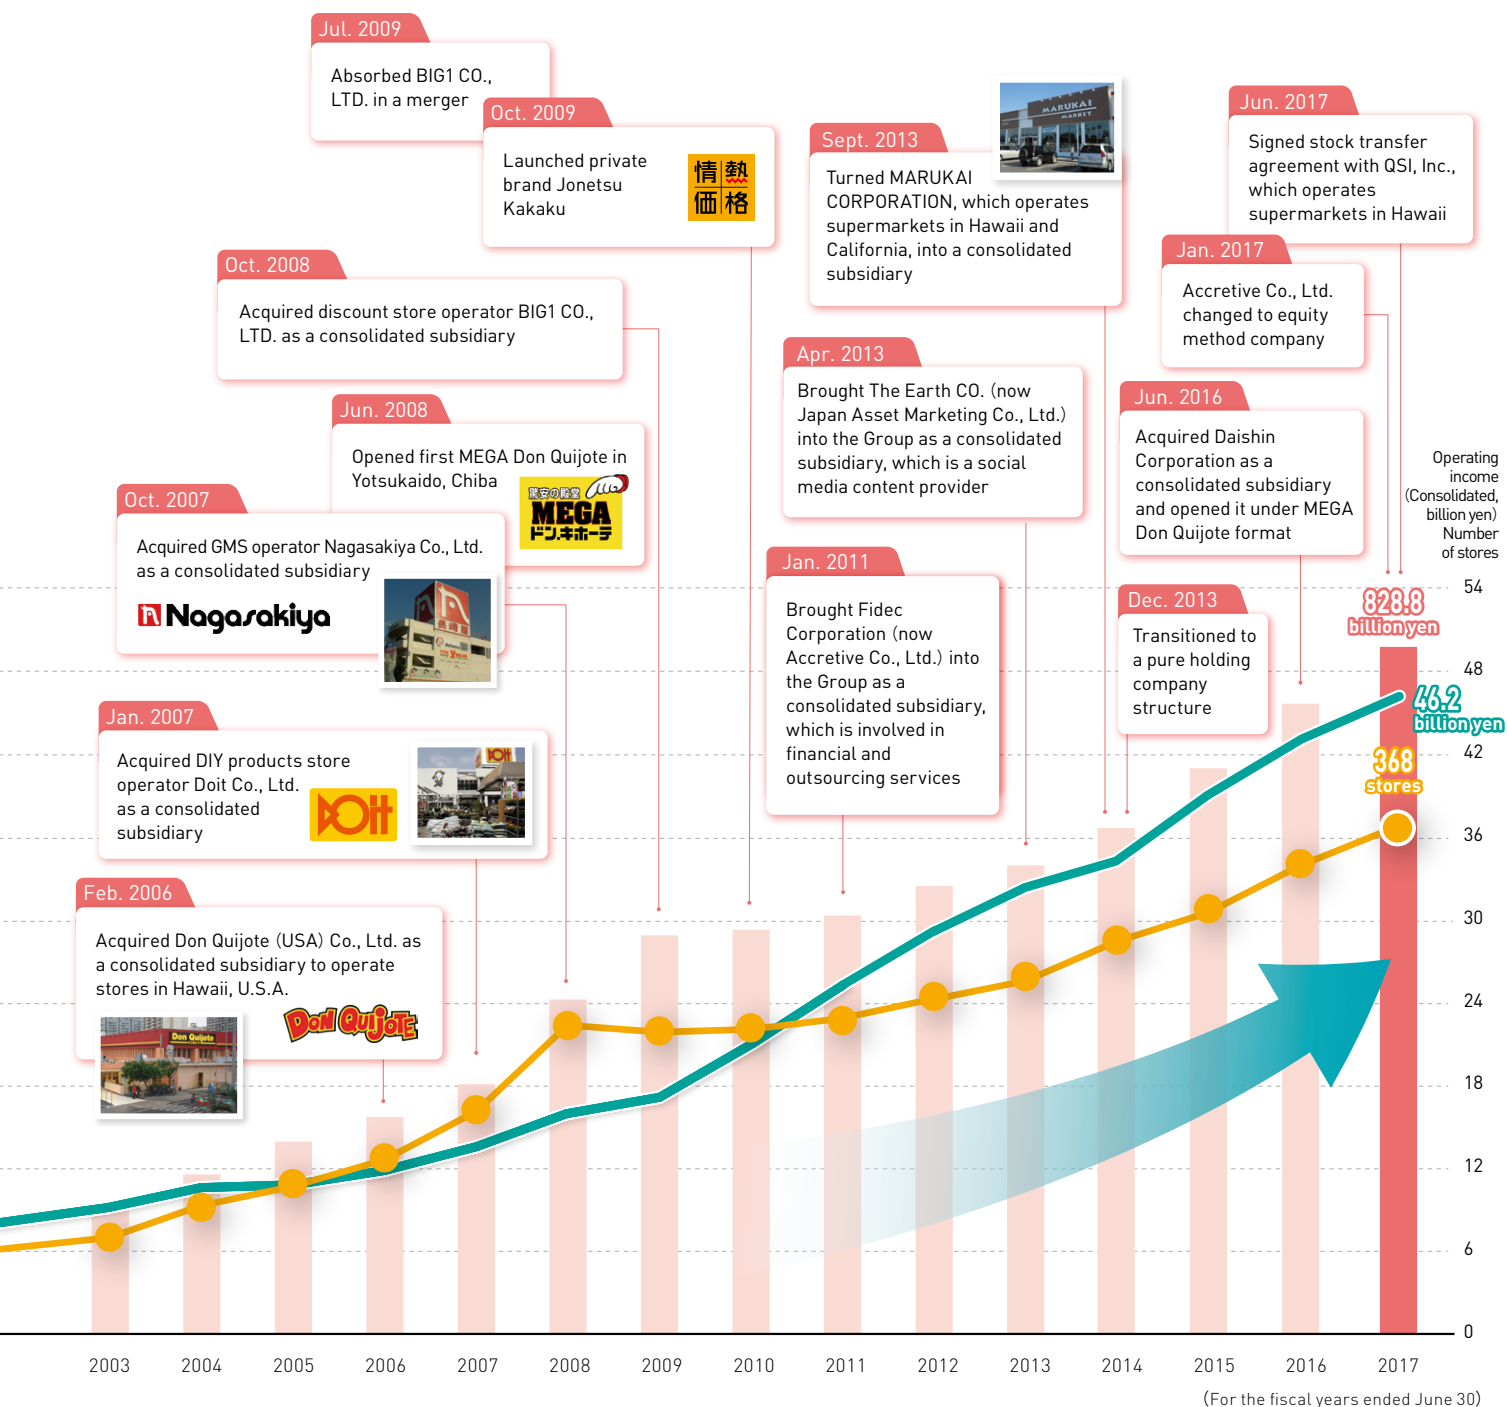 Jul. 2009
Absorbed BIG1 CO.,
LTD. in a merger
Oct. 2009
Launched private
brand Jonetsu
Kakaku
情熱
価格
Oct. 2008
Acquired discount store operator BIG1 CO.,
LTD. as a consolidated subsidiary
Jun. 2008
Opened first MEGA Don Quijote in
Yotsukaido, Chiba
驚安の殿堂
MEGA
ドン.キホーテ
Oct. 2007
Acquired GMS operator Nagasakiya Co., Ltd.
as a consolidated subsidiary
Nagasakiya
Jan. 2007
Acquired DIY products store
operator Doit Co., Ltd.
as a consolidated
subsidiary
Doit
Doit
Feb. 2006
Acquired Don Quijote (USA) Co., Ltd. as
a consolidated subsidiary to operate
stores in Hawaii, U.S.A.
DON QUIJOTE
Don Quijote
Sept. 2013
MARUKAI
MARKET
Turned MARUKAI
CORPORATION, which operates
supermarkets in Hawaii and
California, into a consolidated
subsidiary
Apr. 2013
Brought The Earth CO. (now
Japan Asset Marketing Co., Ltd.)
into the Group as a consolidated
subsidiary, which is a social
media content provider
Jan. 2011
Brought Fidec
Corporation (now
Accretive Co., Ltd.) into
the Group as a
consolidated subsidiary,
which is involved in
financial and
outsourcing services
Jun. 2017
Signed stock transfer
agreement with QSI, Inc.,
which operates
supermarkets in Hawaii
Jan. 2017
Accretive Co., Ltd.
changed to equity
method company
Jun. 2016
Acquired Daishin
Corporation as a
consolidated subsidiary
and opened it under MEGA
Don Quijote format
Dec. 2013
Transitioned to
a pure holding
company
structure
Operating
income
(Consolidated,
billion yen)
Number
of stores
828.8
billion yen
46.2
billion yen
368
stores
54
48
42
36
30
24
18
12
6
0
2003 2004 2005 2006 2007 2008 2009 2010 2011 2012 2013 2014 2015 2016 2017
(For the fiscal years ended June 30)